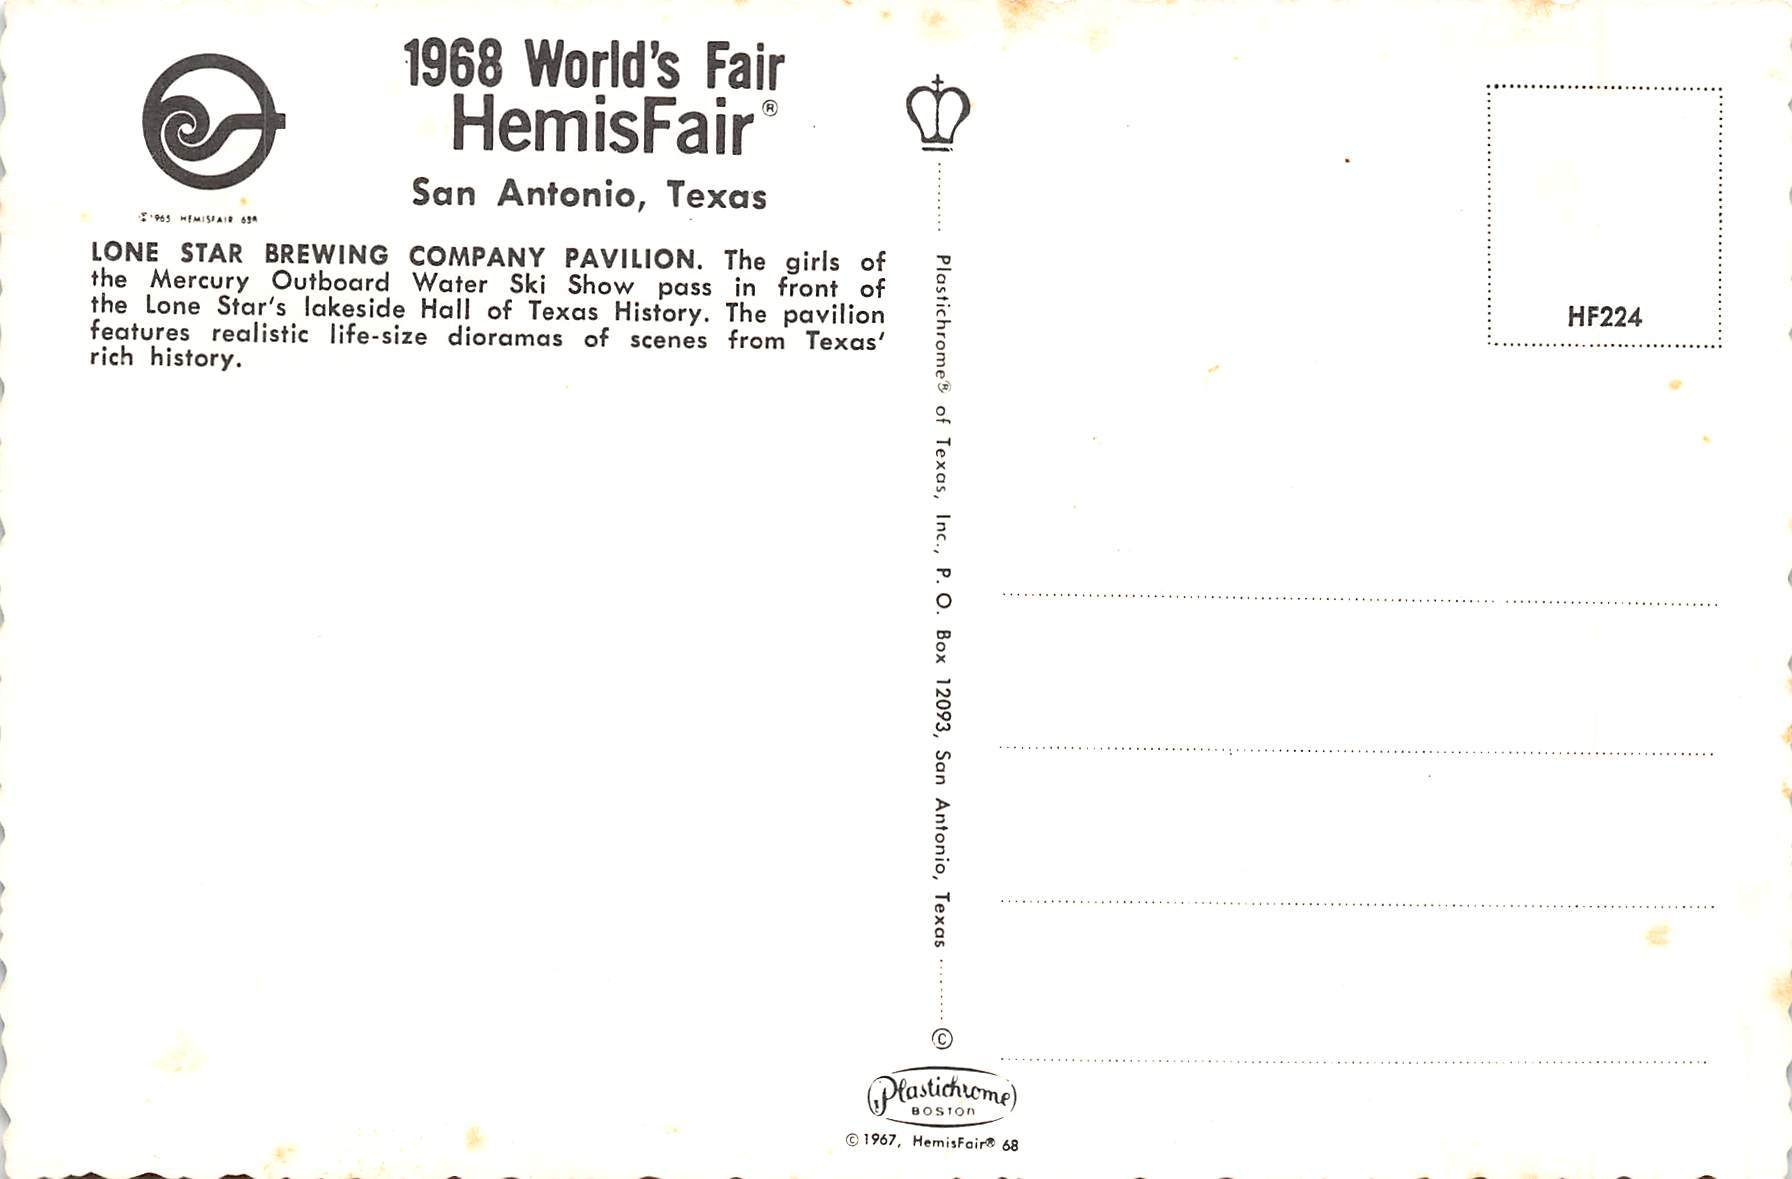 1968 World's Fair
HemisFair®
San Antonio, Texas
HEMISFAIR
LONE STAR BREWING COMPANY PAVILION. The girls of
the Mercury Outboard Water Ski Show pass in front of
the Lone Star's lakeside Hall of Texas History. The pavilion
features realistic life-size dioramas of scenes from Texas'
rich history.
Plastichrome® of Texas, Inc., P. O. Box 12093, San Antonio, Texas
©
Plastichrome
BOSTON
© 1967, HemisFair® 68
HF224